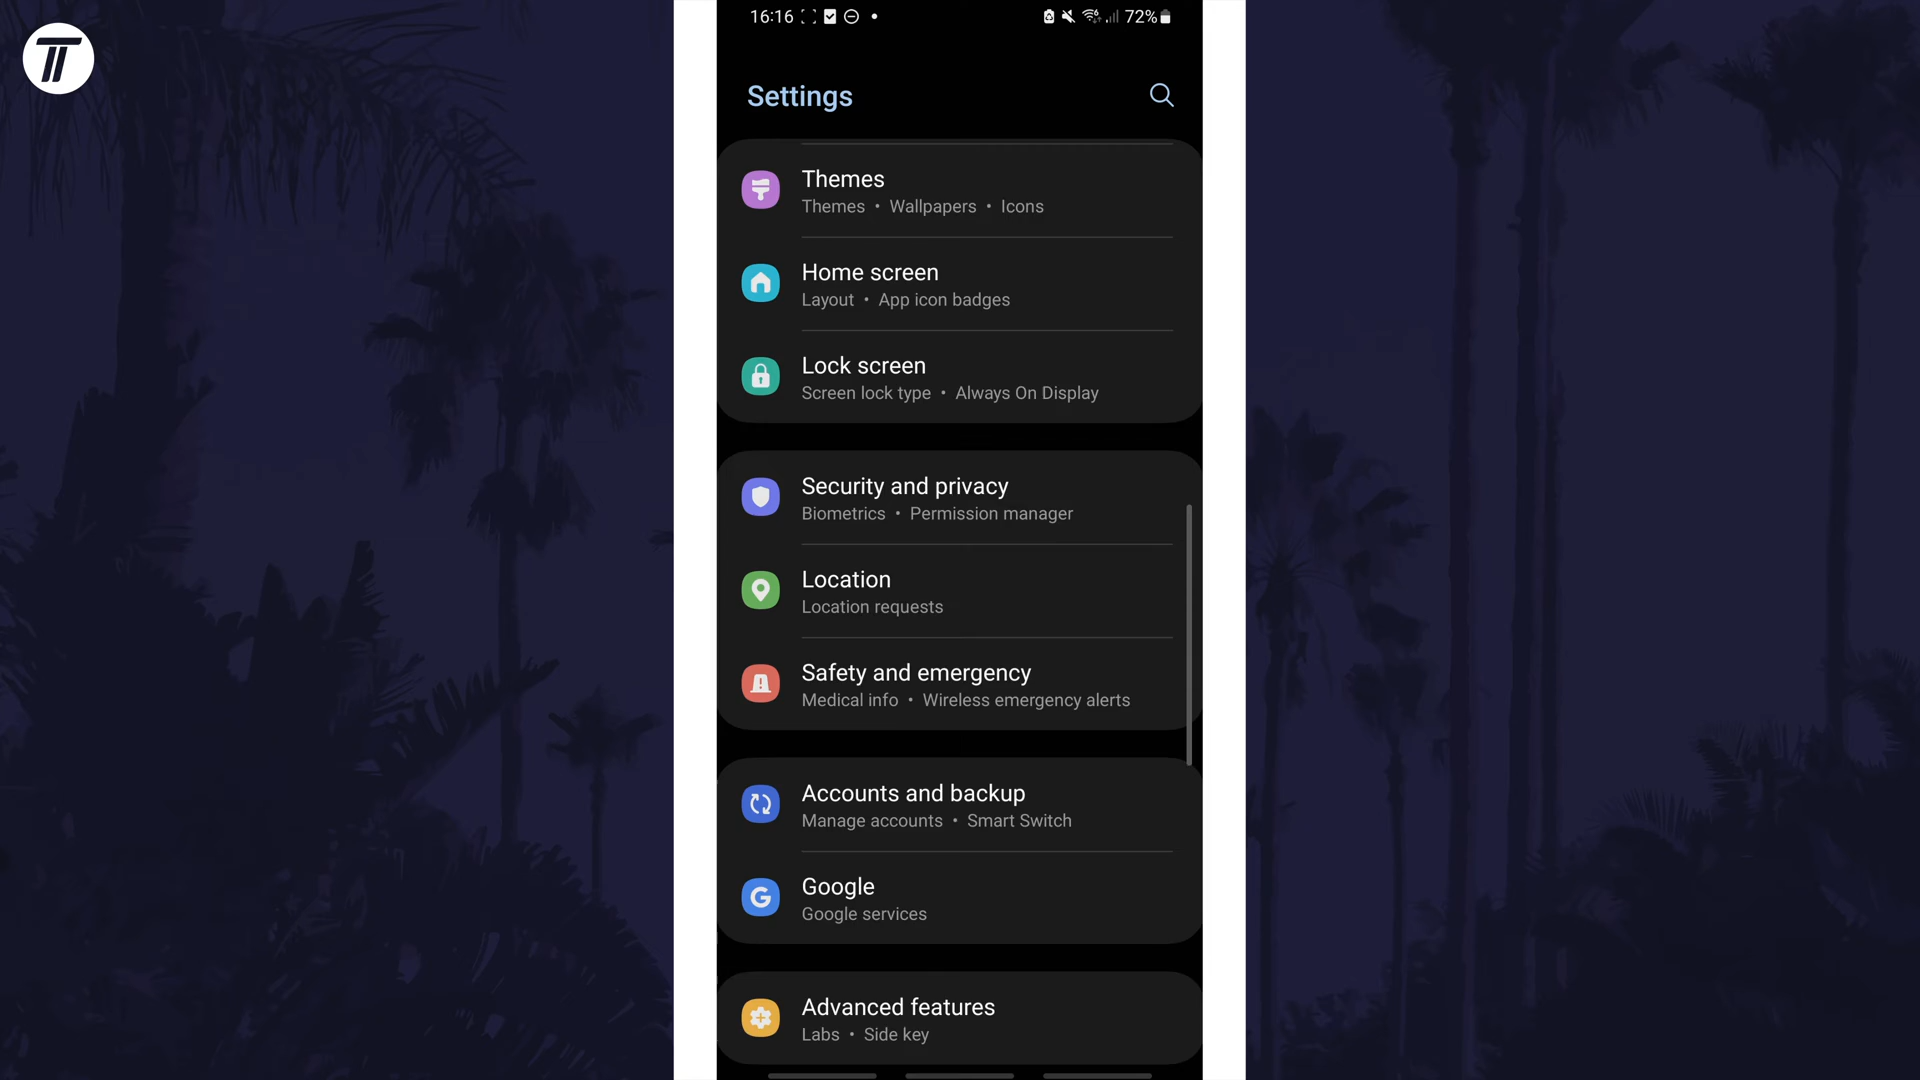 16:16
72%
Settings
Themes
Themes • Wallpapers • Icons
Home screen
Layout • App icon badges
Lock screen
Screen lock type • Always On Display
Security and privacy
Biometrics • Permission manager
Location
Location requests
Safety and emergency
Medical info • Wireless emergency alerts
Accounts and backup
Manage accounts • Smart Switch
Google
Google services
Advanced features
Labs • Side key